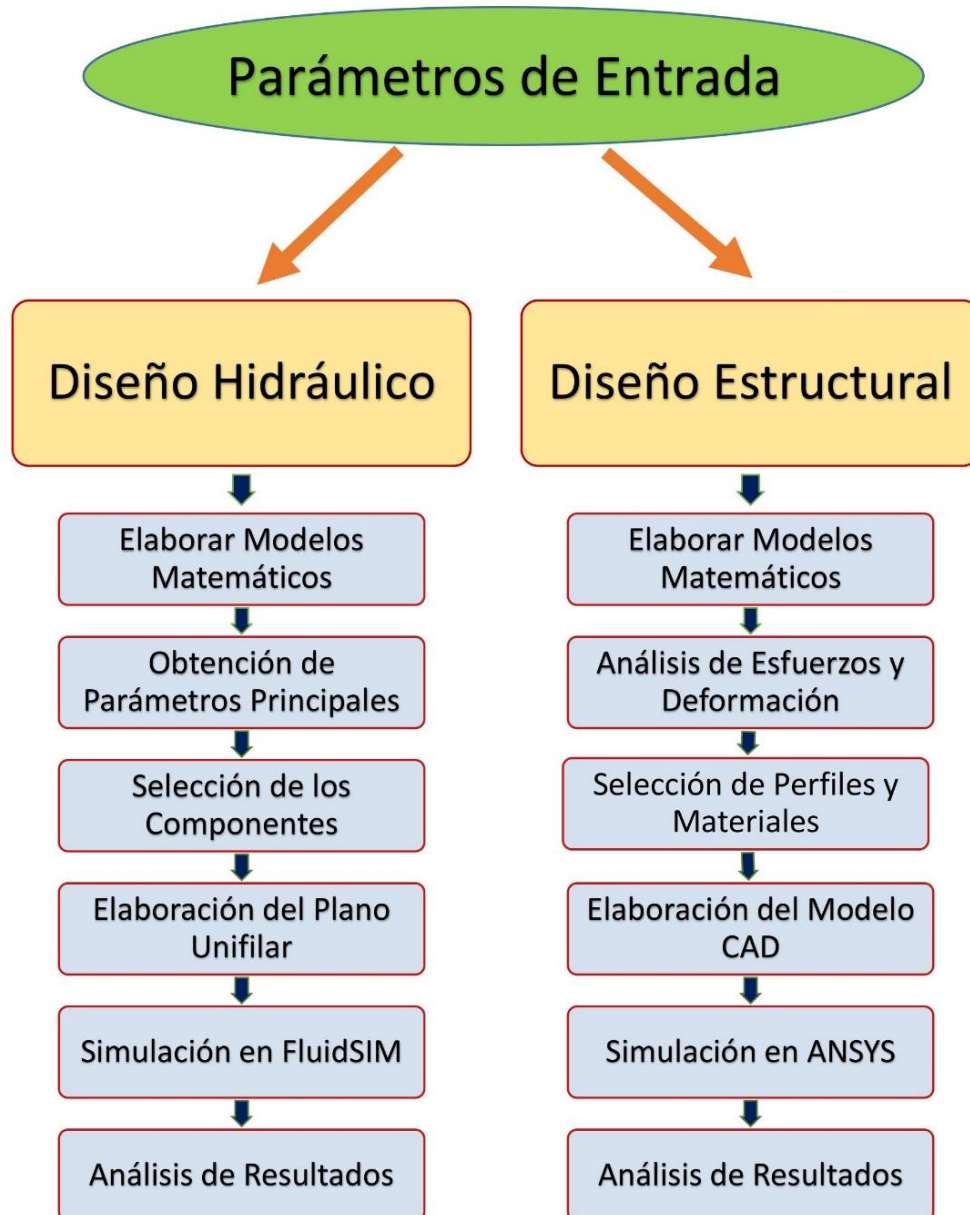 Parámetros de Entrada
Diseño Hidráulico
Elaborar Modelos
Matemáticos
Obtención de
Parámetros Principales
Selección de los
Componentes
Elaboración del Plano
Unifilar
Simulación en FluidSIM
Análisis de Resultados
Diseño Estructural
Elaborar Modelos
Matemáticos
Análisis de Esfuerzos y
Deformación
Selección de Perfiles y
Materiales
Elaboración del Modelo
CAD
Simulación en ANSYS
Análisis de Resultados